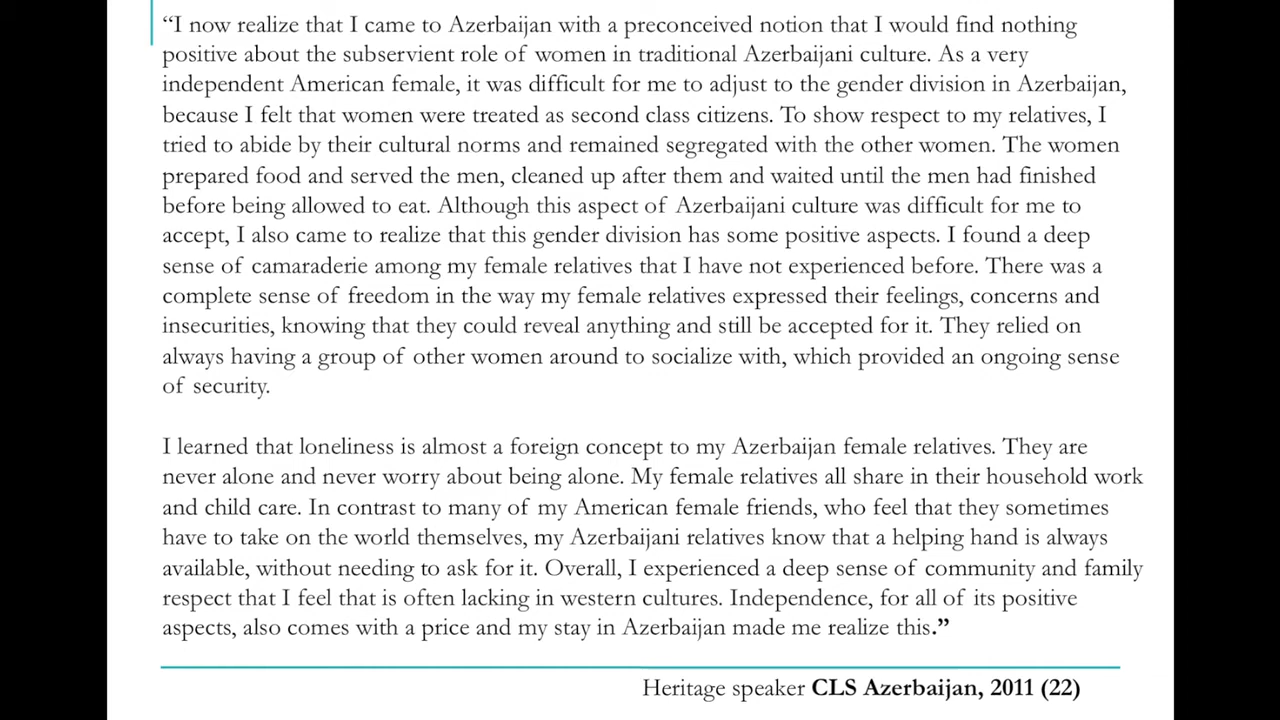 “I now realize that I came to Azerbaijan with a preconceived notion that I would find nothing
positive about the subservient role of women in traditional Azerbaijani culture. As a very
independent American female, it was difficult for me to adjust to the gender division in Azerbaijan,
because I felt that women were treated as second class citizens. To show respect to my relatives, I
tried to abide by their cultural norms and remained segregated with the other women. The women
prepared food and served the men, cleaned up after them and waited until the men had finished
before being allowed to eat. Although this aspect of Azerbaijani culture was difficult for me to
accept, I also came to realize that this gender division has some positive aspects. I found a deep
sense of camaraderie among my female relatives that I have not experienced before. There was a
complete sense of freedom in the way my female relatives expressed their feelings, concerns and
insecurities, knowing that they could reveal anything and still be accepted for it. They relied on
always having a group of other women around to socialize with, which provided an ongoing sense
of security.
I learned that loneliness is almost a foreign concept to my Azerbaijan female relatives. They are
never alone and never worry about being alone. My female relatives all share in their household work
and child care. In contrast to many of my American female friends, who feel that they sometimes
have to take on the world themselves, my Azerbaijani relatives know that a helping hand is always
available, without needing to ask for it. Overall, I experienced a deep sense of community and family
respect that I feel that is often lacking in western cultures. Independence, for all of its positive
aspects, also comes with a price and my stay in Azerbaijan made me realize this.”
Heritage speaker CLS Azerbaijan, 2011 (22)